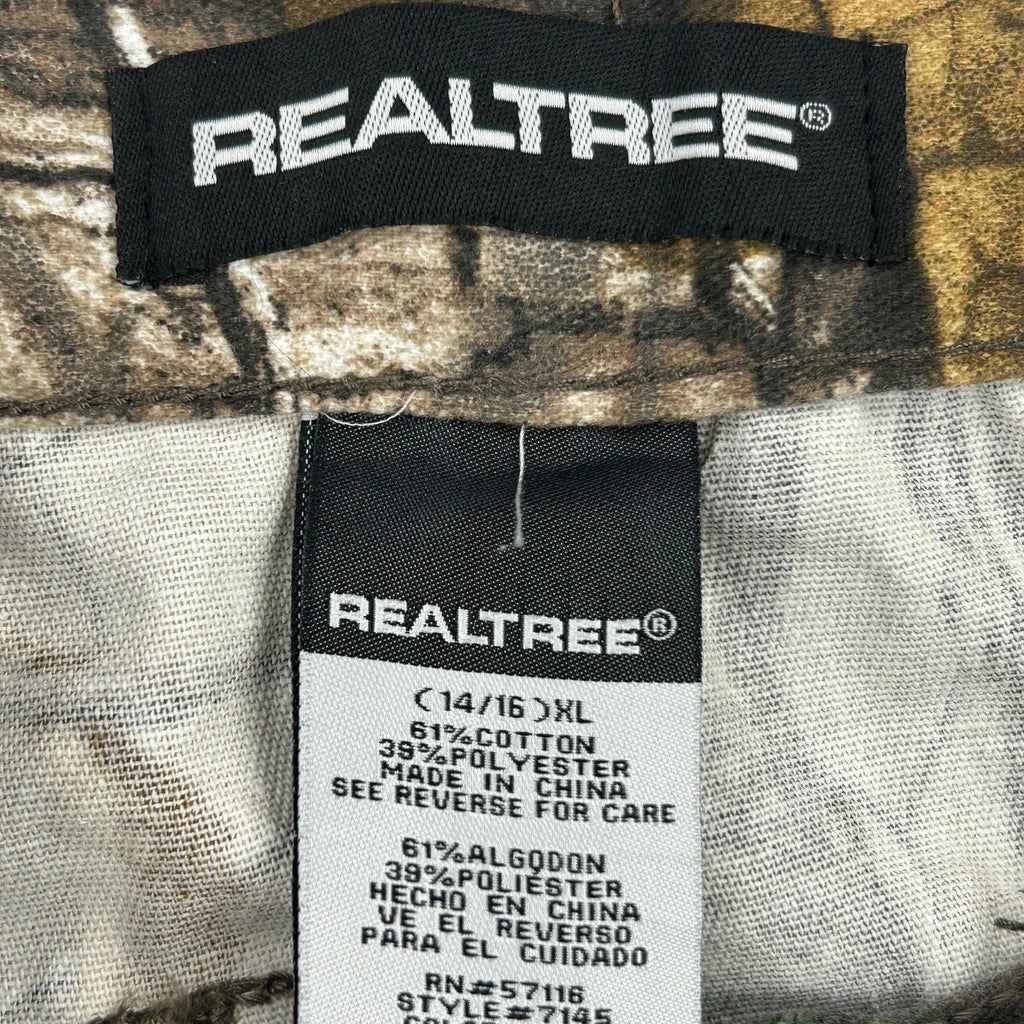 REALTREE®
REALTREE®
(14/16)XL
61%COTTON
39%POLYESTER
MADE IN CHINA
SEE REVERSE FOR CARE
61%ALGODON
39%POLIESTER
HECHO EN CHINA
VE EL REVERSO
PARA EL CUIDADO
RN#57116
STYLE#7145